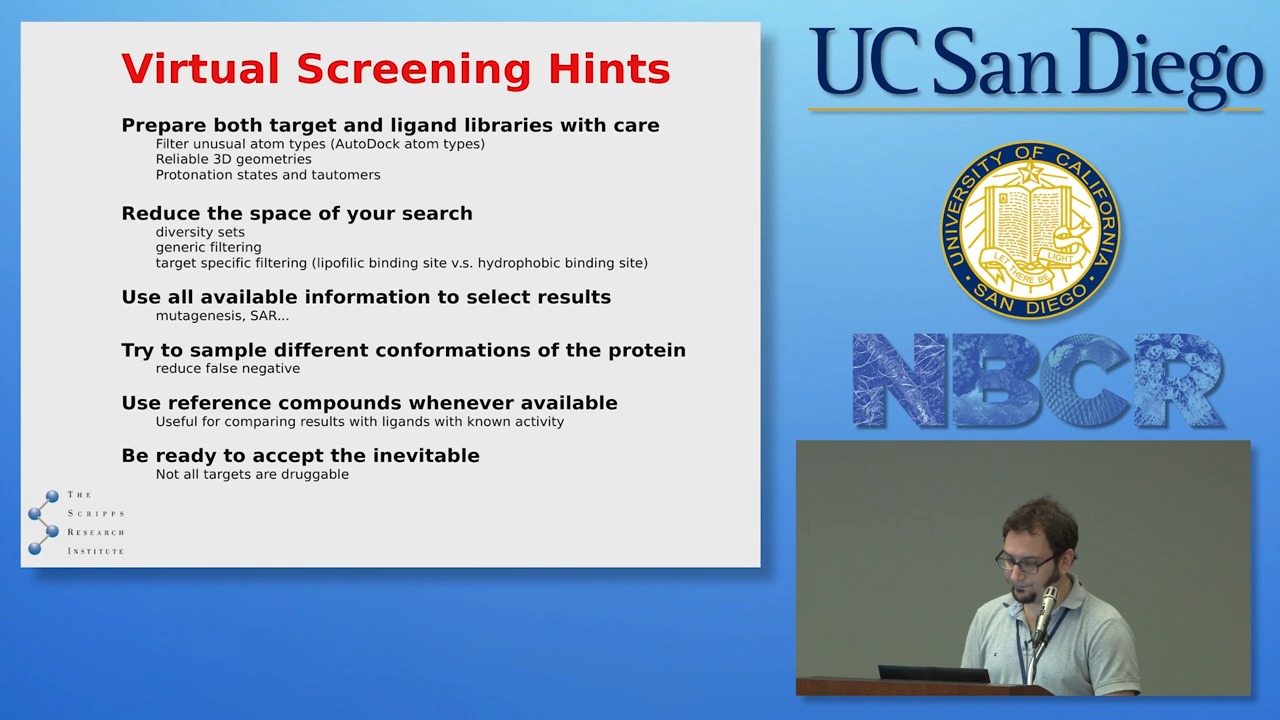 Virtual Screening Hints
Prepare both target and ligand libraries with care
Filter unusual atom types (AutoDock atom types)
Reliable 3D geometries
Protonation states and tautomers
Reduce the space of your search
diversity sets
generic filtering
target specific filtering (lipofilic binding site v.s. hydrophobic binding site)
Use all available information to select results
mutagenesis, SAR...
Try to sample different conformations of the protein
reduce false negative
Use reference compounds whenever available
Useful for comparing results with ligands with known activity
Be ready to accept the inevitable
Not all targets are druggable
THE
SCRIPPS
RESEARCH
INSTITUTE
UC San Diego
UNIVERSITY OF CALIFORNIA
LET THERE BE LIGHT
SAN DIEGO
NBCR